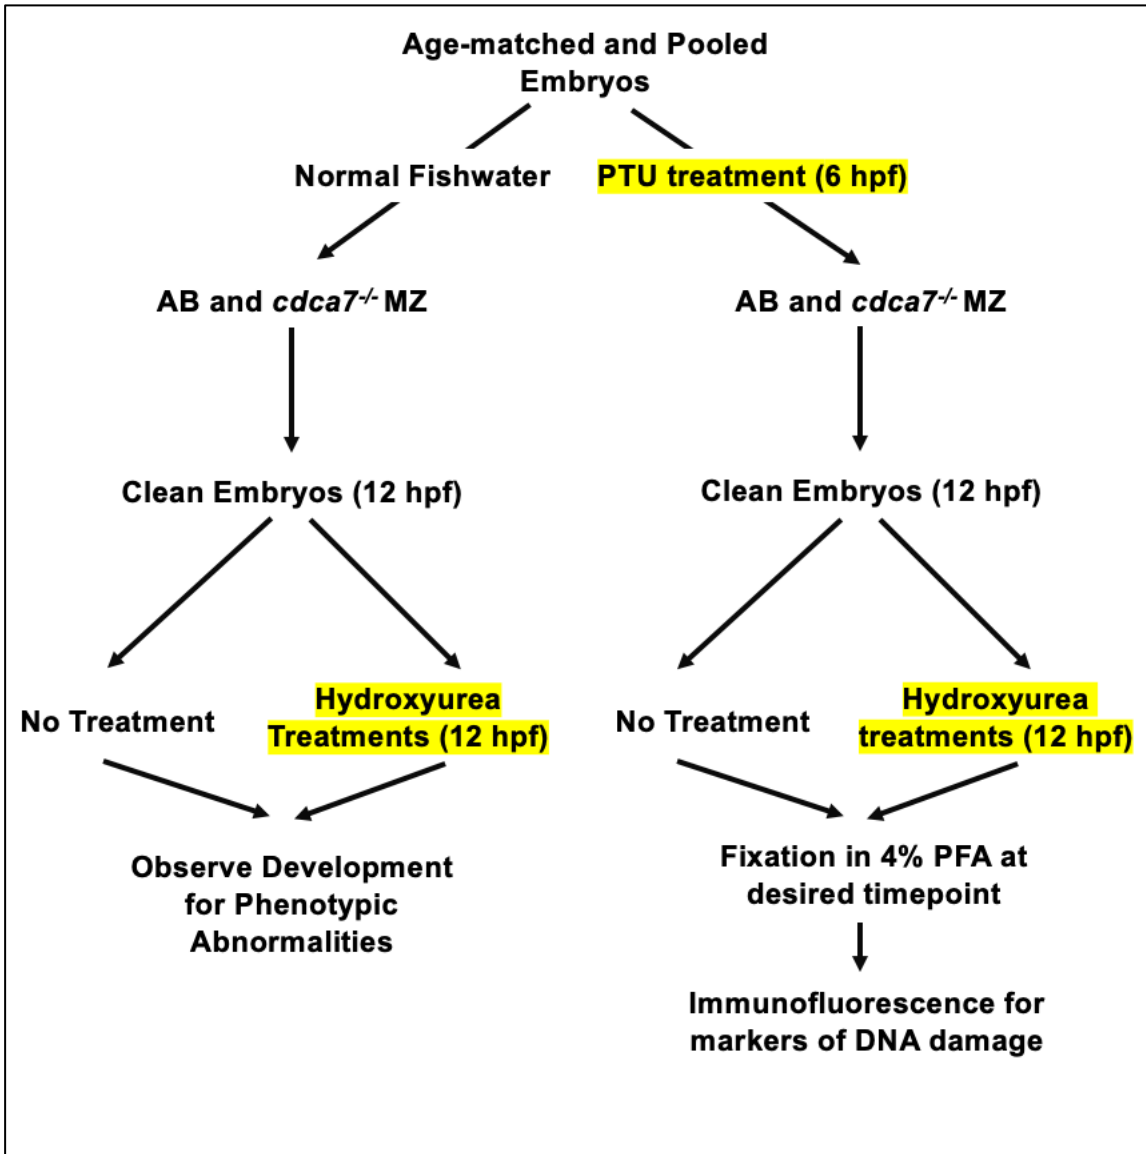 Age-matched and Pooled
Embryos
Normal Fishwater
PTU treatment (6 hpf)
AB and cdca7-/- MZ
AB and cdca7-/- MZ
Clean Embryos (12 hpf)
Clean Embryos (12 hpf)
No Treatment
Hydroxyurea
Treatments (12 hpf)
No Treatment
Hydroxyurea
treatments (12 hpf)
Observe Development
for Phenotypic
Abnormalities
Fixation in 4% PFA at
desired timepoint
Immunofluorescence for
markers of DNA damage